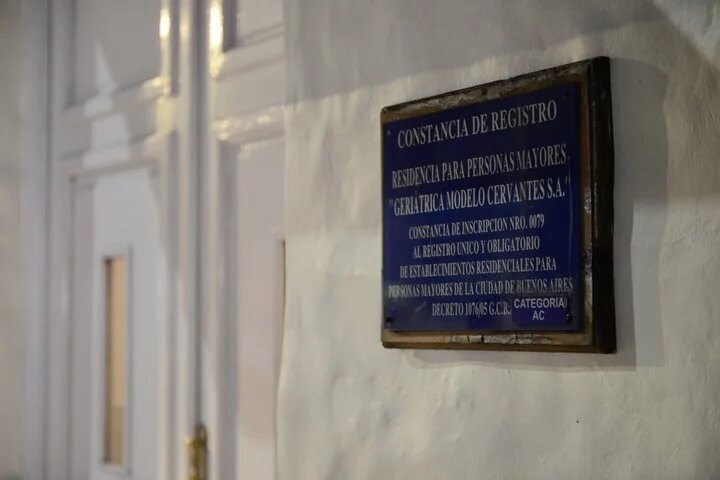 CONSTANCIA DE REGISTRO
RESIDENCIA PARA PERSONAS MAYORES
"GERIÁTRICA MODELO CERVANTES S.A."
CONSTANCIA DE INSCRIPCION NRO. 0079
AL REGISTRO UNICO Y OBLIGATORIO
DE ESTABLECIMIENTOS RESIDENCIALES PARA
PERSONAS MAYORES DE LA CIUDAD DE BUENOS AIRES
DECRETO 1076/05 G.C.B.
CATEGORIA
AC